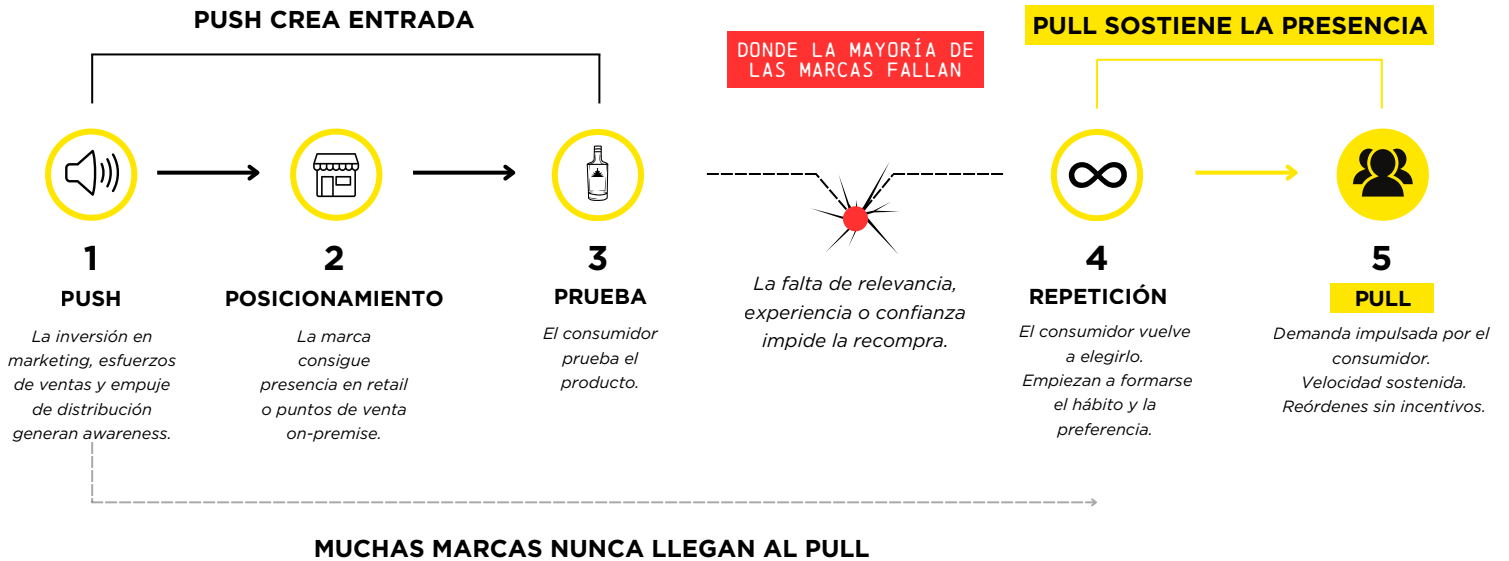 PUSH CREA ENTRADA
DONDE LA MAYORÍA DE
LAS MARCAS FALLAN
PULL SOSTIENE LA PRESENCIA
1
PUSH
La inversión en
marketing, esfuerzos
de ventas y empuje
de distribución
generan awareness.
2
POSICIONAMIENTO
La marca
consigue
presencia en retail
o puntos de venta
on-premise.
3
PRUEBA
El consumidor
prueba el
producto.
La falta de relevancia,
experiencia o confianza
impide la recompra.
4
REPETICIÓN
El consumidor vuelve
a elegirlo.
Empiezan a formarse
el hábito y la
preferencia.
5
PULL
Demanda impulsada por el
consumidor.
Velocidad sostenida.
Reórdenes sin incentivos.
MUCHAS MARCAS NUNCA LLEGAN AL PULL